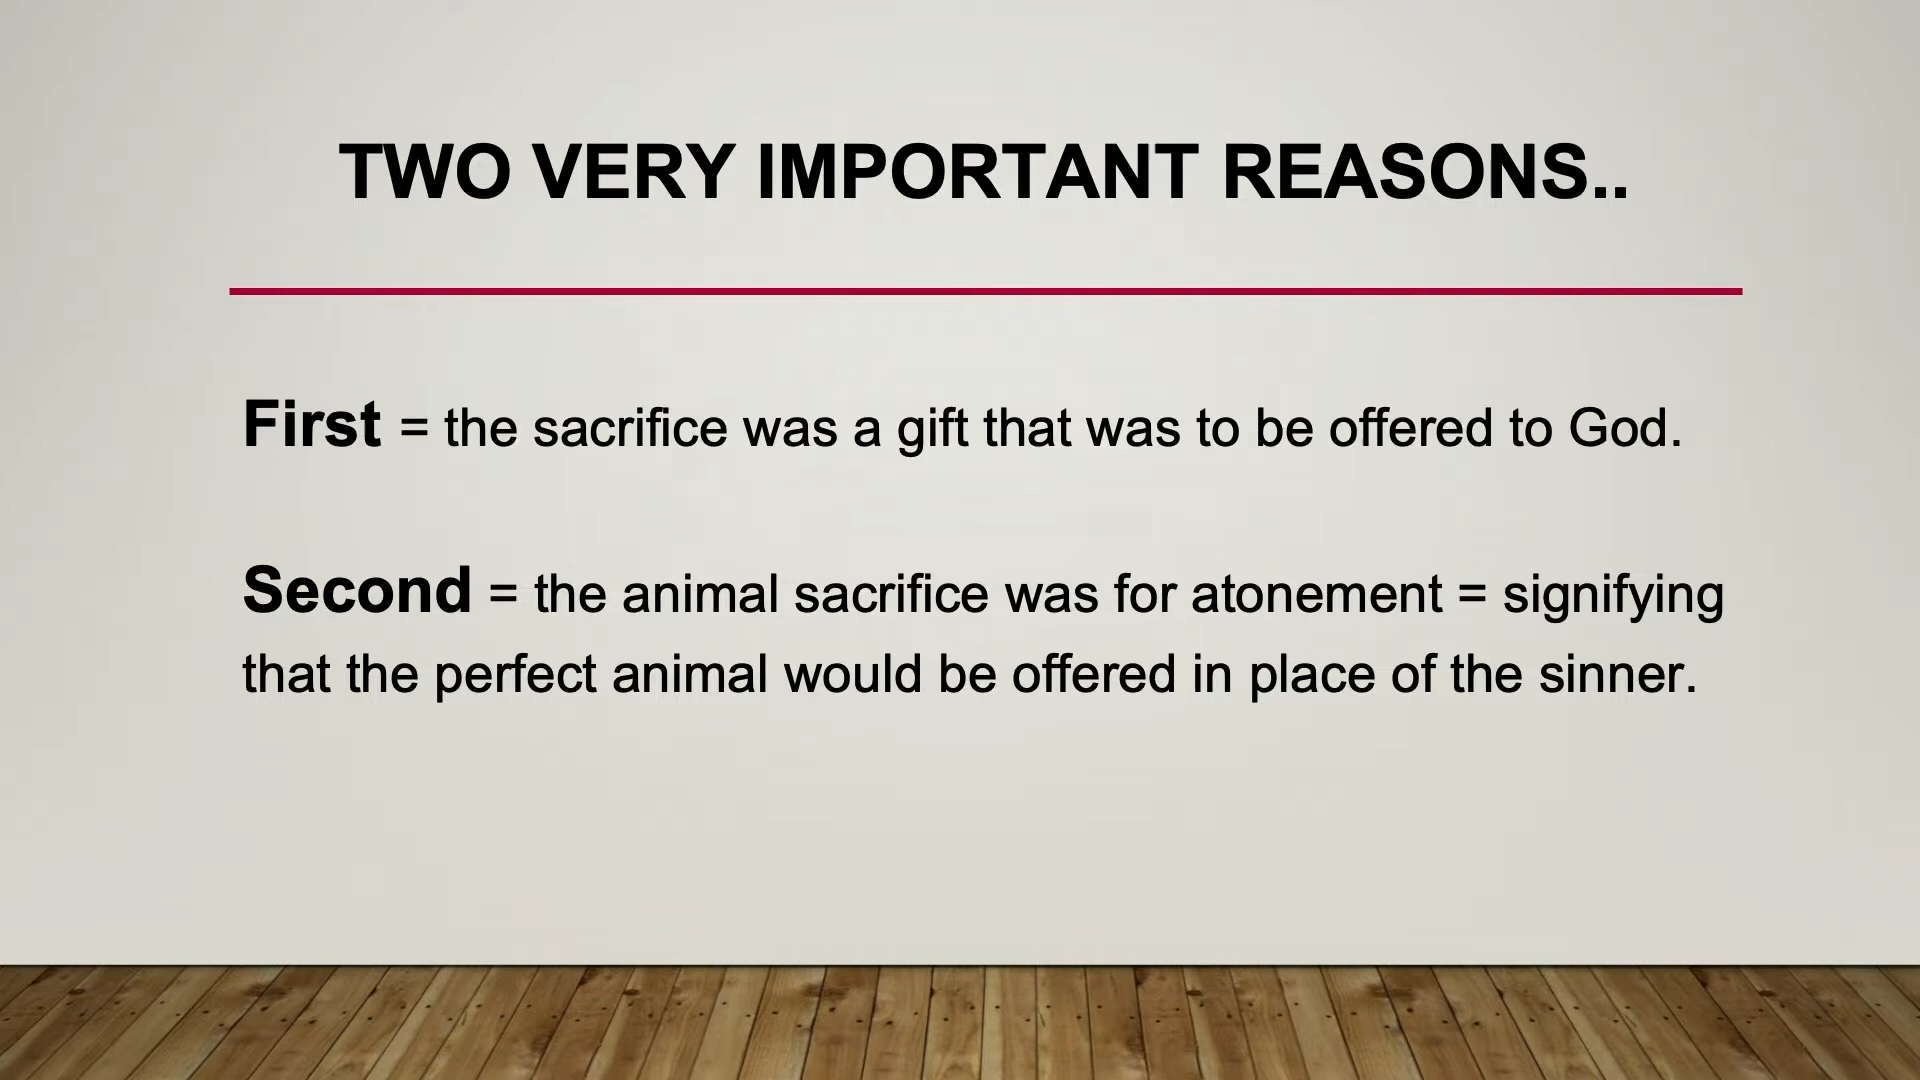 TWO VERY IMPORTANT REASONS..
First = the sacrifice was a gift that was to be offered to God.
Second = the animal sacrifice was for atonement = signifying
that the perfect animal would be offered in place of the sinner.